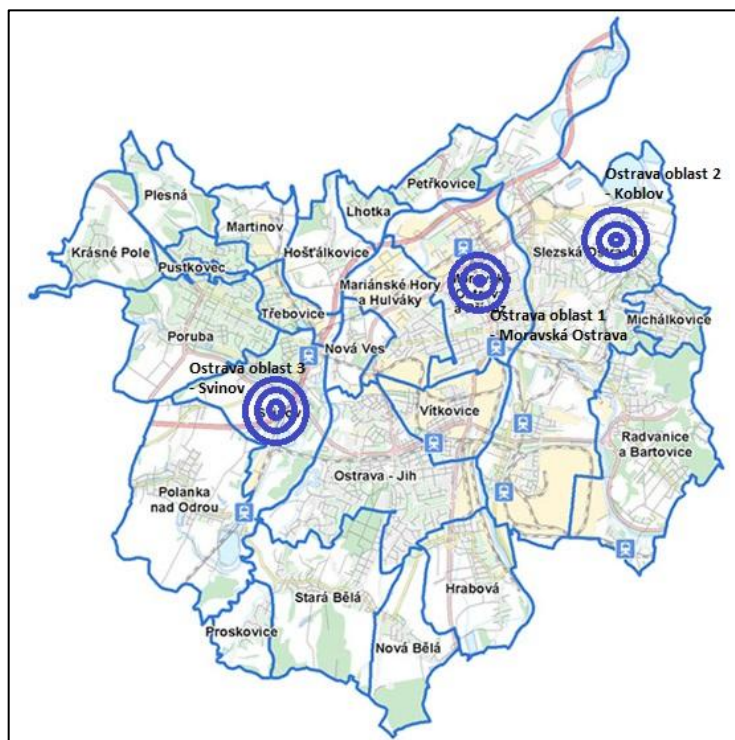 Ostrava oblast 2
- Koblov
Petřkovice
Plesná
Lhotka
Martinov
Krásné Pole
Hošťálkovice
Slezská Ostrava
Pustkovec
Mariánské Hory
a Hulváky
Třebovice
Ostrava oblast 1
- Moravská Ostrava
Michálkovice
Poruba
Nová Ves
Ostrava oblast 3
- Svinov
Vítkovice
Radvanice
a Bartovice
Ostrava - Jih
Polanka
nad Odrou
Hrabová
Stará Bělá
Proskovice
Nová Bělá